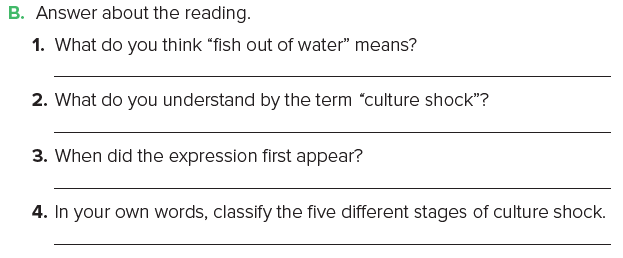 B. Answer about the reading.
1. What do you think “fish out of water” means?
2. What do you understand by the term “culture shock”?
3. When did the expression first appear?
4. In your own words, classify the five different stages of culture shock.